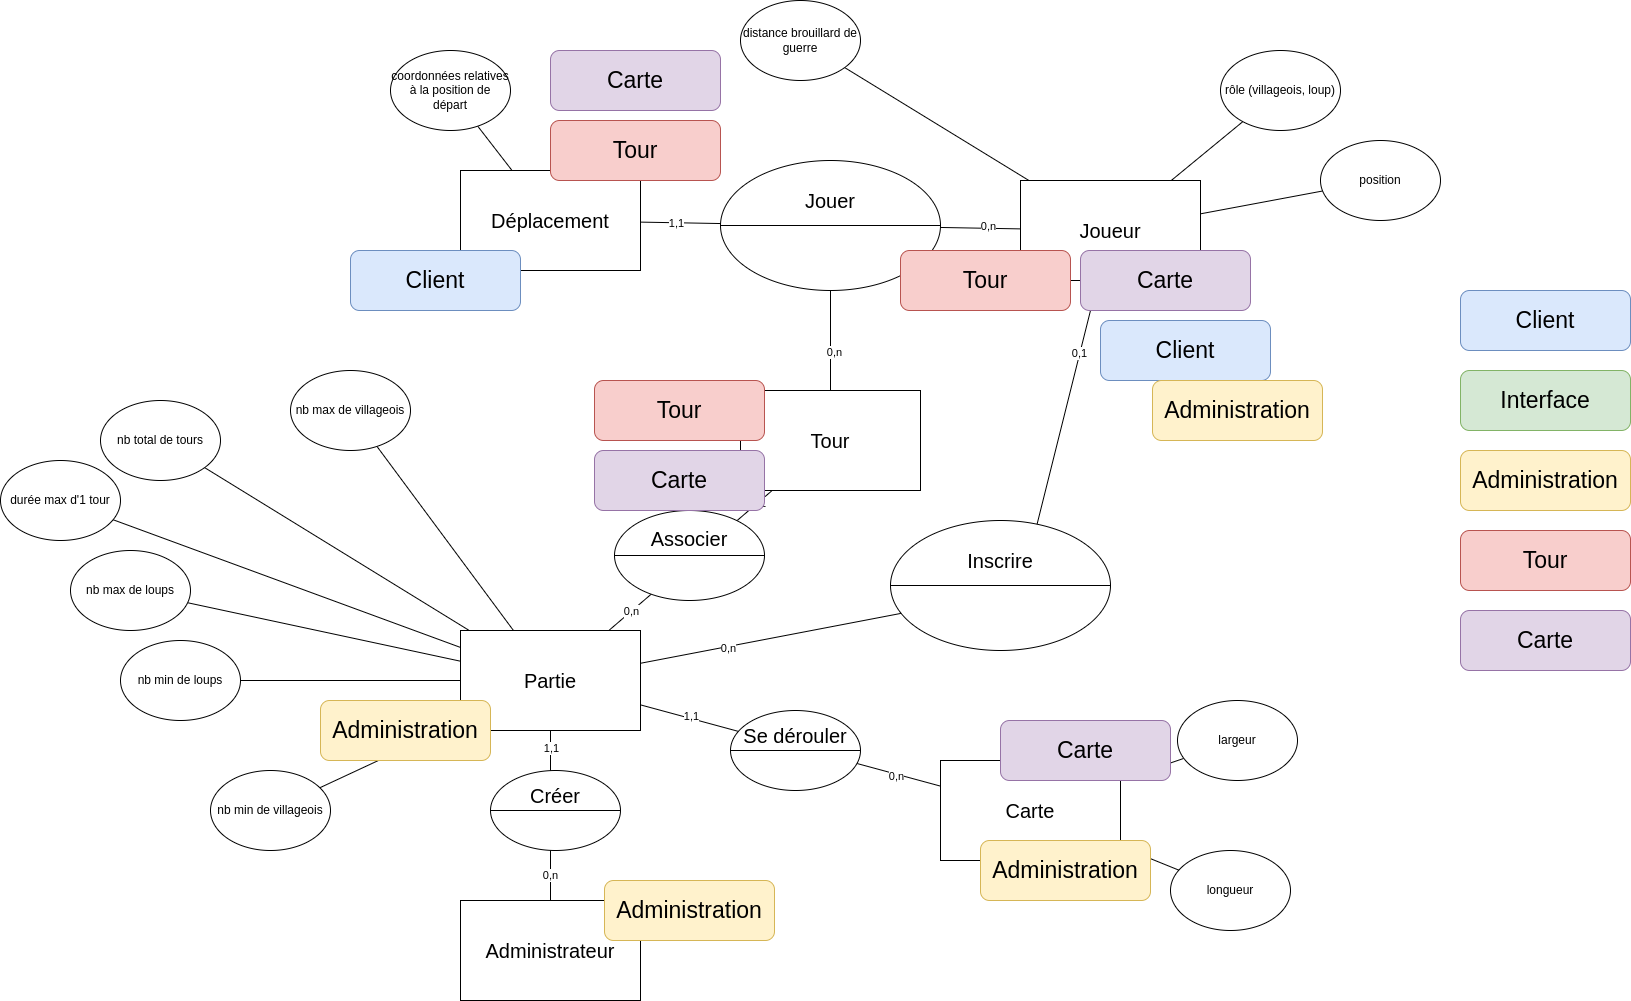 distance brouillard de
guerre
coordonnées relatives
à la position de
départ
Carte
rôle (villageois, loup)
Tour
position
Jouer
Déplacement
1,1
0,n
Joueur
Client
Tour
Carte
Client
0,n
0,1
Client
Interface
nb max de villageois
Tour
Administration
nb total de tours
Tour
Carte
Administration
durée max d'1 tour
Associer
Tour
Inscrire
nb max de loups
0,n
Carte
0,n
nb min de loups
Partie
1,1
Se dérouler
Administration
1,1
Carte
largeur
0,n
Créer
nb min de villageois
Carte
0,n
Administration
longueur
Administration
Administrateur